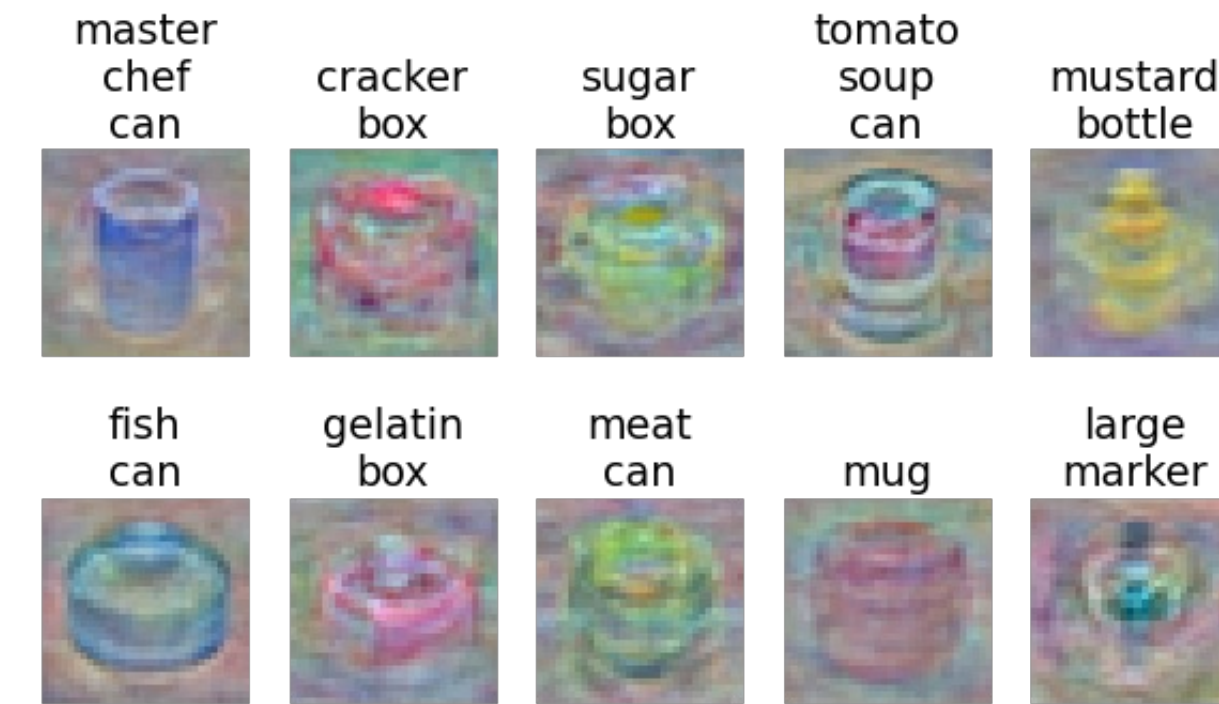 master
chef
can
cracker
box
sugar
box
tomato
soup
can
mustard
bottle
fish
can
gelatin
box
meat
can
mug
large
marker